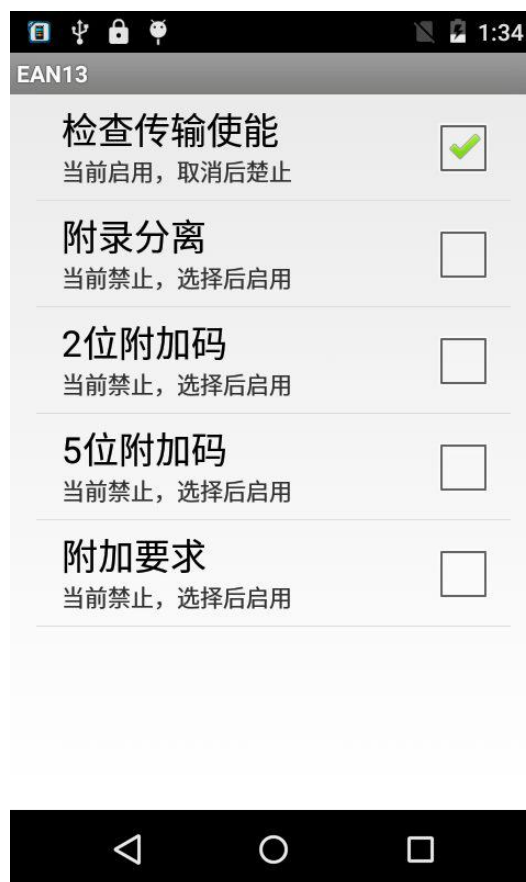 1:34
EAN13
检查传输使能
当前启用，取消后楚止
附录分离
当前禁止，选择后启用
2位附加码
当前禁止，选择后启用
5位附加码
当前禁止，选择后启用
附加要求
当前禁止，选择后启用